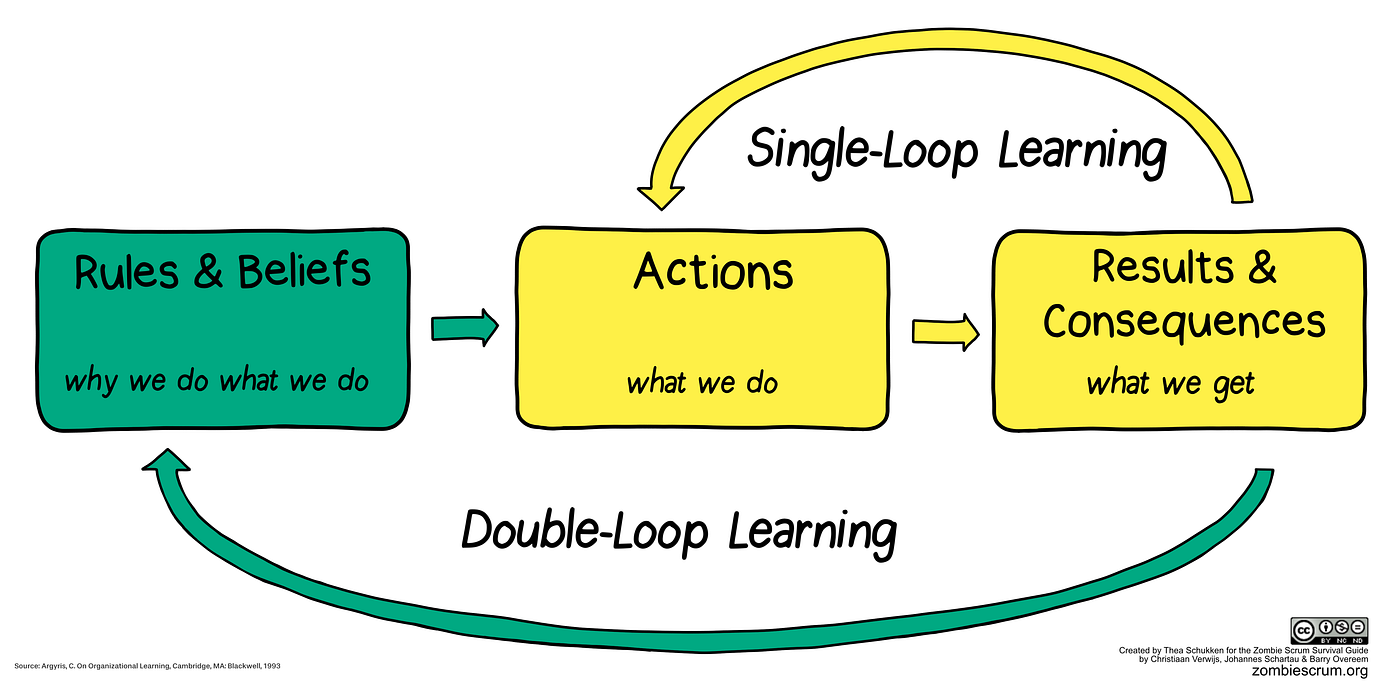 Single-Loop Learning
Rules & Beliefs
why we do what we do
Actions
what we do
Results &
Consequences
what we get
Double-Loop Learning
Source: Argyris, C. On Organizational Learning, Cambridge, MA: Blackwell, 1993
cc
BY NC ND
Created by Thea Schukken for the Zombie Scrum Survival Guide
by Christiaan Verwijs, Johannes Schartau & Barry Overeem
zombiescrum.org